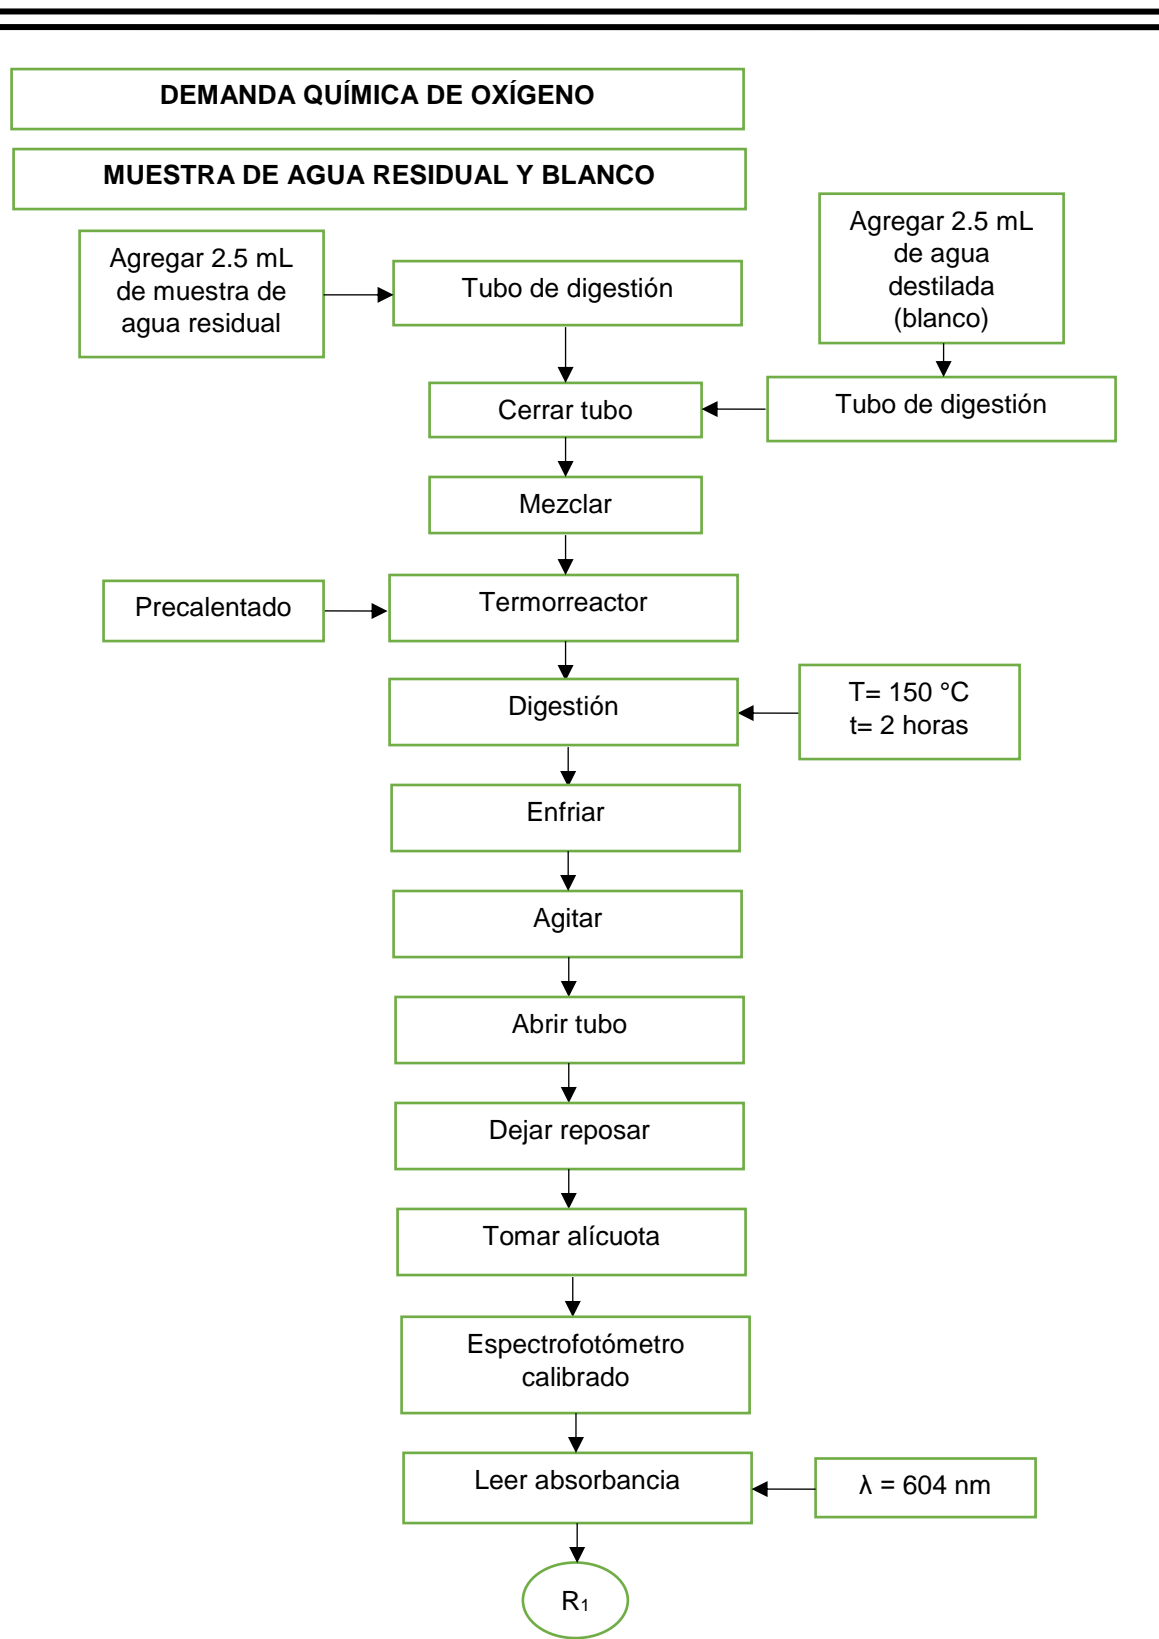 DEMANDA QUÍMICA DE OXÍGENO
MUESTRA DE AGUA RESIDUAL Y BLANCO
Agregar 2.5 mL
de muestra de
agua residual
Tubo de digestión
Agregar 2.5 mL
de agua
destilada
(blanco)
Cerrar tubo
Tubo de digestión
Mezclar
Precalentado
Termorreactor
Digestión
T= 150 °C
t= 2 horas
Enfriar
Agitar
Abrir tubo
Dejar reposar
Tomar alícuota
Espectrofotómetro
calibrado
Leer absorbancia
λ = 604 nm
R₁